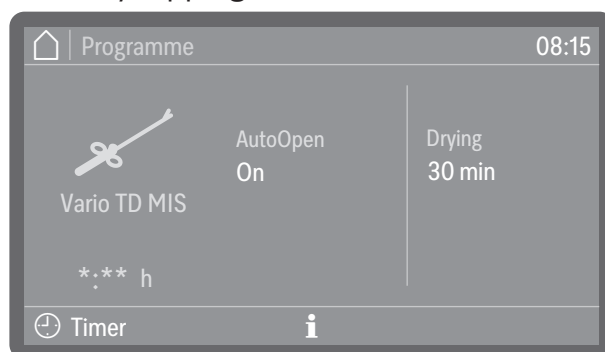 Programme 08:15
AutoOpen
On
Drying
30 min
Vario TD MIS
*:** h
Timer i